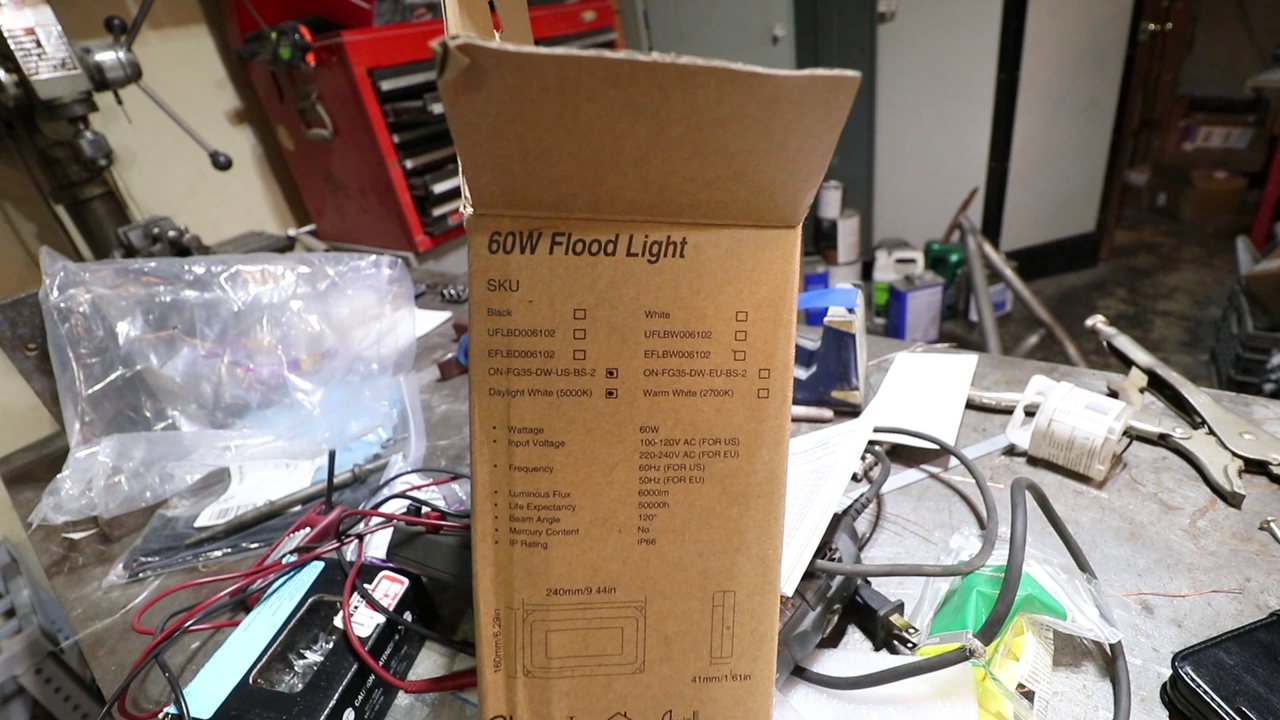 60W Flood Light
SKU
Black White
UFLBD006102 UFLBW006102
EFLBD006102 EFLBW006102
ON-FG35-DW-US-BS-2 ON-FG35-DW-EU-BS-2
Daylight White (5000K) Warm White (2700K)
• Wattage 60W
• Input Voltage 100-120V AC (FOR US)
220-240V AC (FOR EU)
• Frequency 60Hz (FOR US)
50Hz (FOR EU)
• Luminous Flux 6000lm
• Life Expectancy 50000h
• Beam Angle 120°
• Mercury Content No
• IP Rating IP66
240mm/9.44in
160mm/6.29in
41mm/1.61in
CAUTION